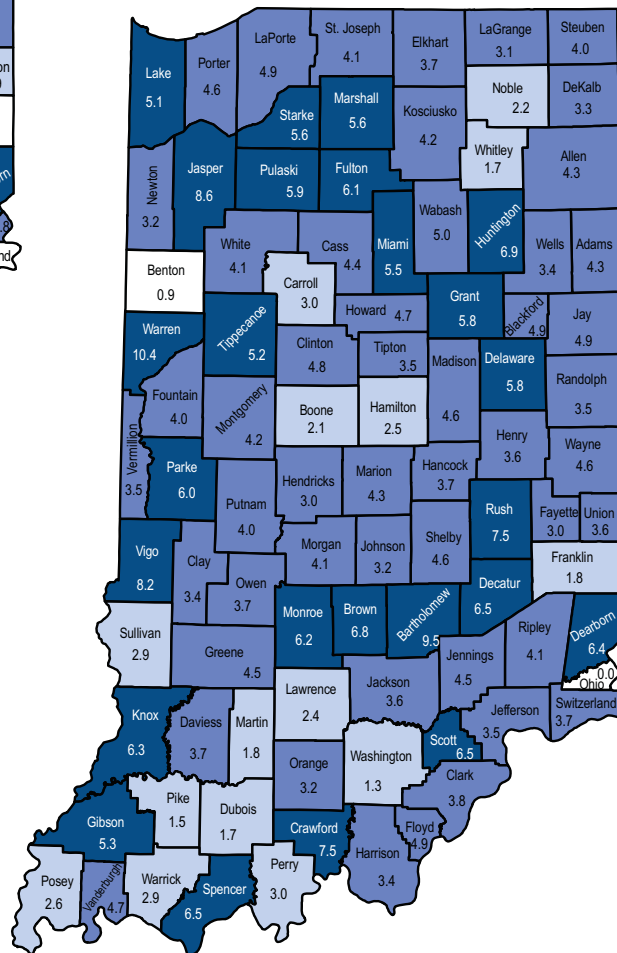 on
rn
.8
nd
Lake
5.1
Porter
4.6
LaPorte
4.9
St. Joseph
4.1
Elkhart
3.7
LaGrange
3.1
Steuben
4.0
Noble
2.2
DeKalb
3.3
Starke
5.6
Marshall
5.6
Kosciusko
4.2
Whitley
1.7
Allen
4.3
Newton
3.2
Jasper
8.6
Pulaski
5.9
Fulton
6.1
Wabash
5.0
Huntington
6.9
Wells
3.4
Adams
4.3
White
4.1
Cass
4.4
Miami
5.5
Benton
0.9
Carroll
3.0
Howard 4.7
Grant
5.8
Blackford
4.9
Jay
4.9
Warren
10.4
Tippecanoe
5.2
Clinton
4.8
Tipton
3.5
Madison
4.6
Delaware
5.8
Randolph
3.5
Fountain
4.0
Montgomery
4.2
Boone
2.1
Hamilton
2.5
Vermillion
3.5
Parke
6.0
Putnam
4.0
Hendricks
3.0
Marion
4.3
Hancock
3.7
Henry
3.6
Wayne
4.6
Rush
7.5
Fayette
3.0
Union
3.6
Vigo
8.2
Clay
3.4
Owen
3.7
Morgan
4.1
Johnson
3.2
Shelby
4.6
Franklin
1.8
Decatur
6.5
Sullivan
2.9
Greene
4.5
Monroe
6.2
Brown
6.8
Bartholomew
9.5
Jennings
4.5
Ripley
4.1
Dearborn
6.4
0.0
Ohio
Lawrence
2.4
Jackson
3.6
Jefferson
3.5
Switzerland
3.7
Knox
6.3
Daviess
3.7
Martin
1.8
Orange
3.2
Washington
1.3
Scott
6.5
Clark
3.8
Gibson
5.3
Pike
1.5
Dubois
1.7
Crawford
7.5
Harrison
3.4
Floyd
4.9
Posey
2.6
Vanderburgh
4.7
Warrick
2.9
Spencer
6.5
Perry
3.0